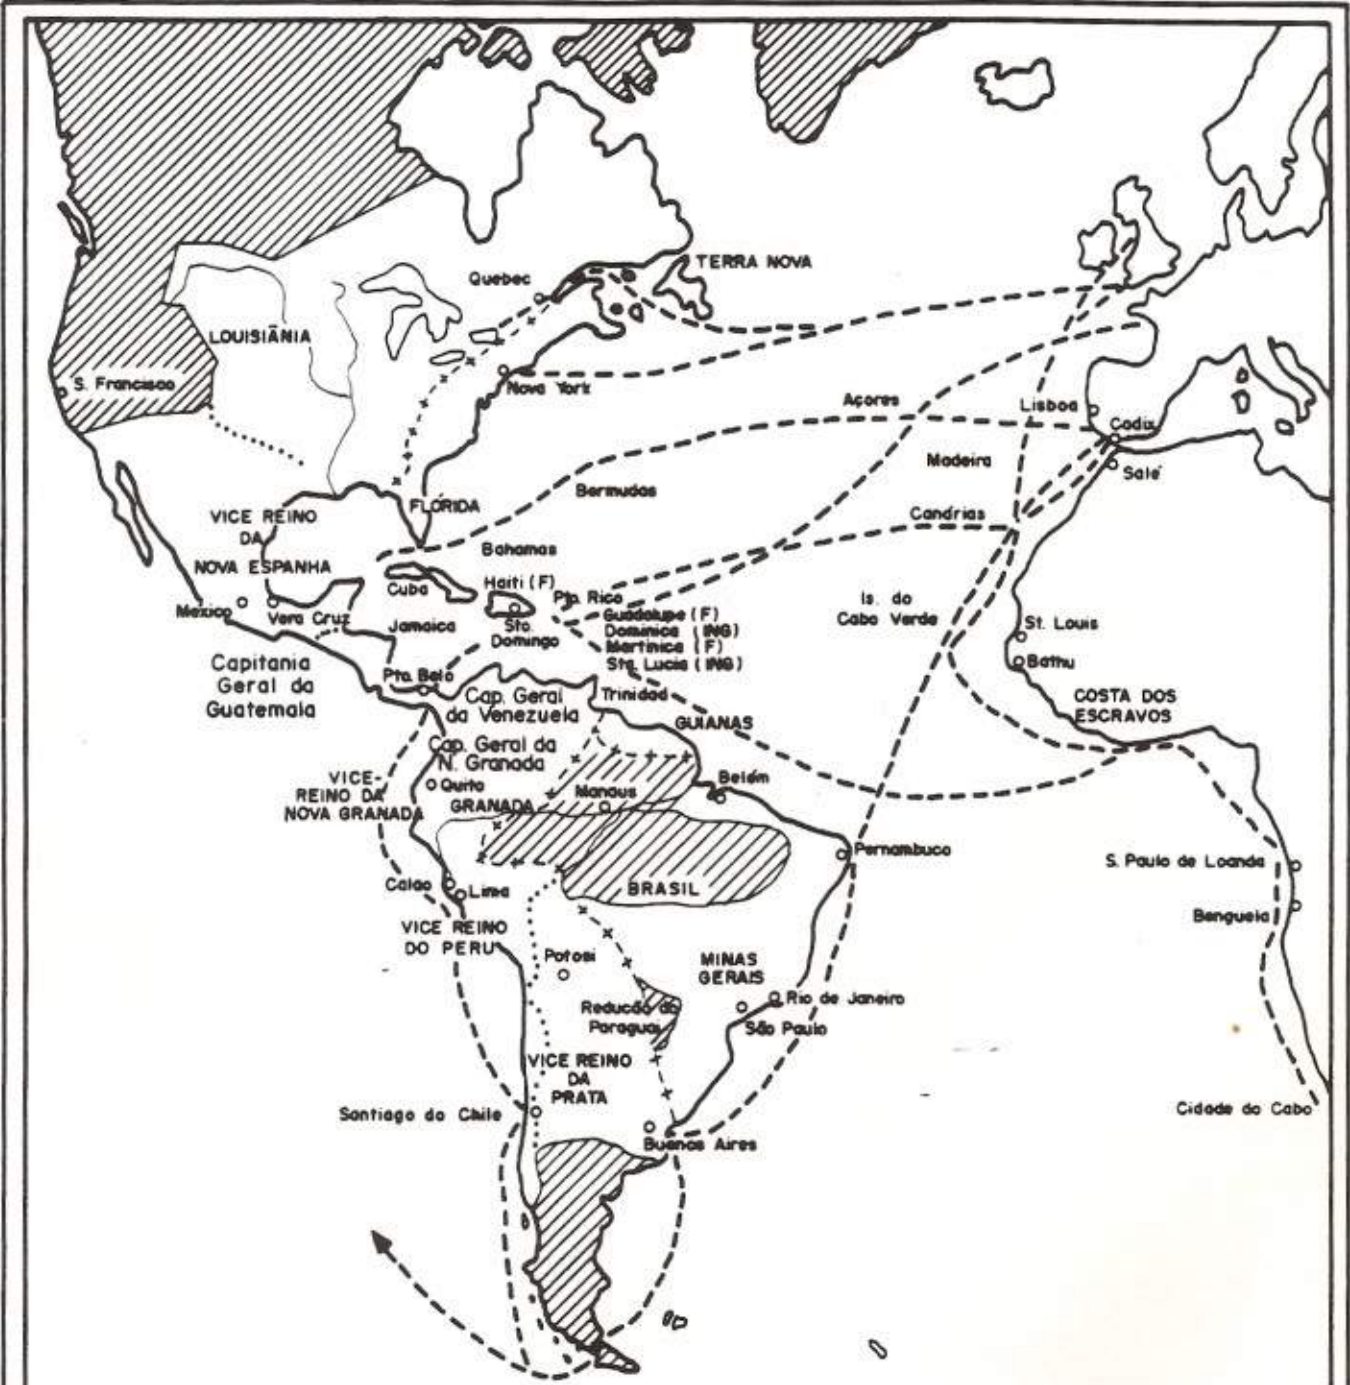 TERRA NOVA
Quebec
LOUISIÃNIA
S. Francisco
Nova York
Açores
Lisboa
Cadix
Madeira
Salé
Bermudas
FLÓRIDA
Canárias
VICE REINO
DA
NOVA ESPANHA
Bahamas
Cuba
Haiti (F)
Pto. Rico
Is. do
Cabo Verde
México
Vera Cruz
Jamaica
Sto.
Domingo
Guadalupe (F)
Dominica (ING)
Martinica (F)
Sta. Lucia (ING)
St. Louis
Bathu
Capitania
Geral da
Guatemala
Pto. Belo
Cap. Geral
da Venezuela
Trinidad
GUIANAS
COSTA DOS
ESCRAVOS
Cap. Geral da
N. Granada
VICE-
REINO DA
NOVA GRANADA
Quito
GRANADA
Manaus
Belém
Pernambuco
S. Paulo de Loanda
Calao
Lima
BRASIL
Benguela
VICE REINO
DO PERU
Potosi
MINAS
GERAIS
Redução do
Paraguai
Rio de Janeiro
São Paulo
VICE REINO
DA
PRATA
Santiago do Chile
Buenos Aires
Cidade do Cabo